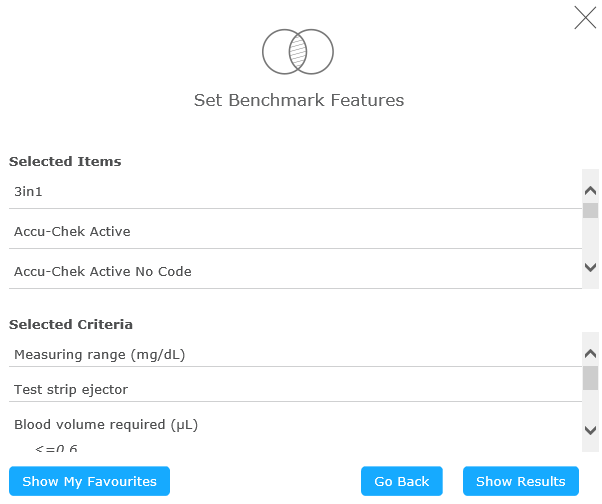 Set Benchmark Features
Selected Items
3in1
Accu-Chek Active
Accu-Chek Active No Code
Selected Criteria
Measuring range (mg/dL)
Test strip ejector
Blood volume required (µL)
<=0.6
Show My Favourites
Go Back
Show Results